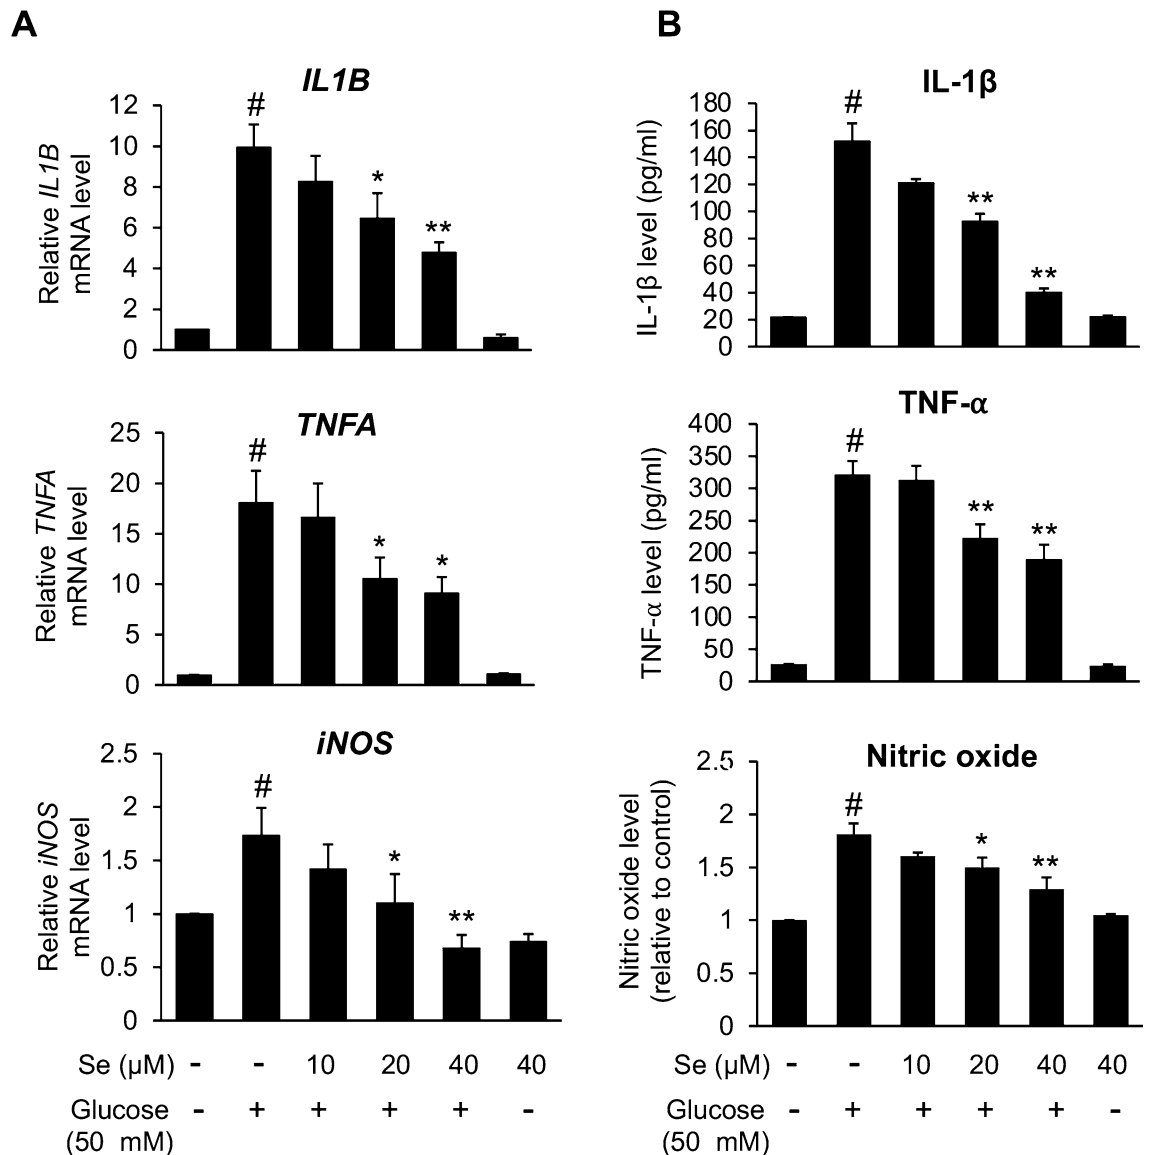 A
IL1B
#
*
**
12
10
8
6
4
2
0
Relative IL1B
mRNA level
TNFA
#
*
*
25
20
15
10
5
0
Relative TNFA
mRNA level
iNOS
#
*
**
2.5
2
1.5
1
0.5
0
Relative iNOS
mRNA level
Se (μM) - - 10 20 40 40
Glucose - + + + + -
(50 mM)
B
IL-1β
#
**
**
180
160
140
120
100
80
60
40
20
0
IL-1β level (pg/ml)
TNF-α
#
**
**
400
350
300
250
200
150
100
50
0
TNF-α level (pg/ml)
Nitric oxide
#
*
**
2.5
2
1.5
1
0.5
0
Nitric oxide level
(relative to control)
Se (μM) - - 10 20 40 40
Glucose - + + + + -
(50 mM)